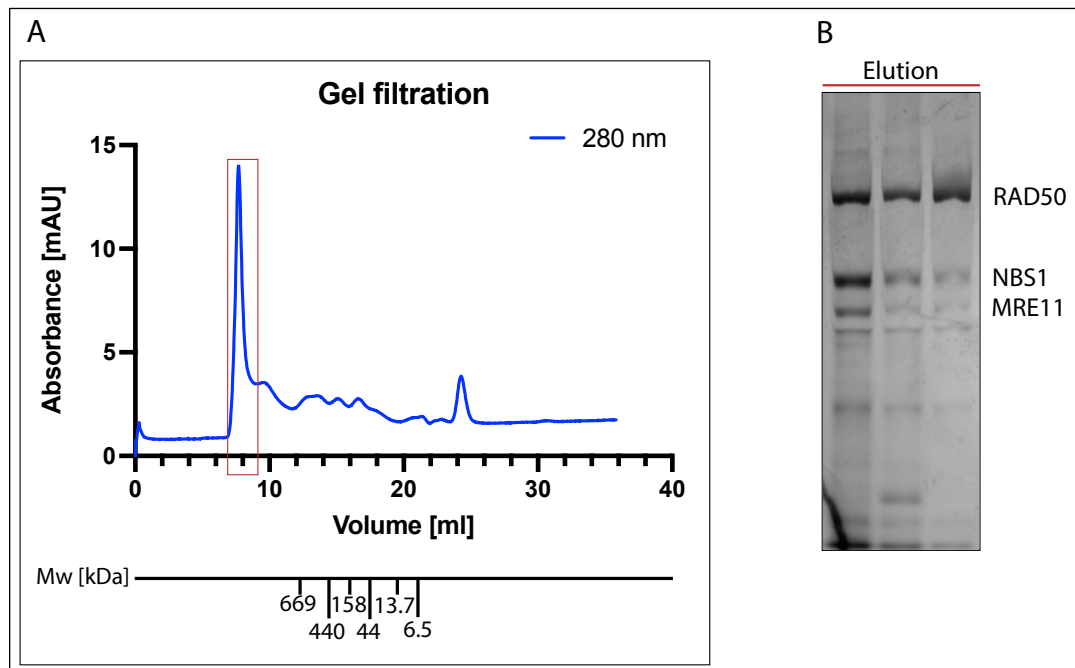 A
Gel filtration
280 nm
15
10
5
0
Absorbance [mAU]
0 10 20 30 40
Volume [ml]
Mw [kDa]
669 158 13.7
440 44 6.5
B
Elution
RAD50
NBS1
MRE11